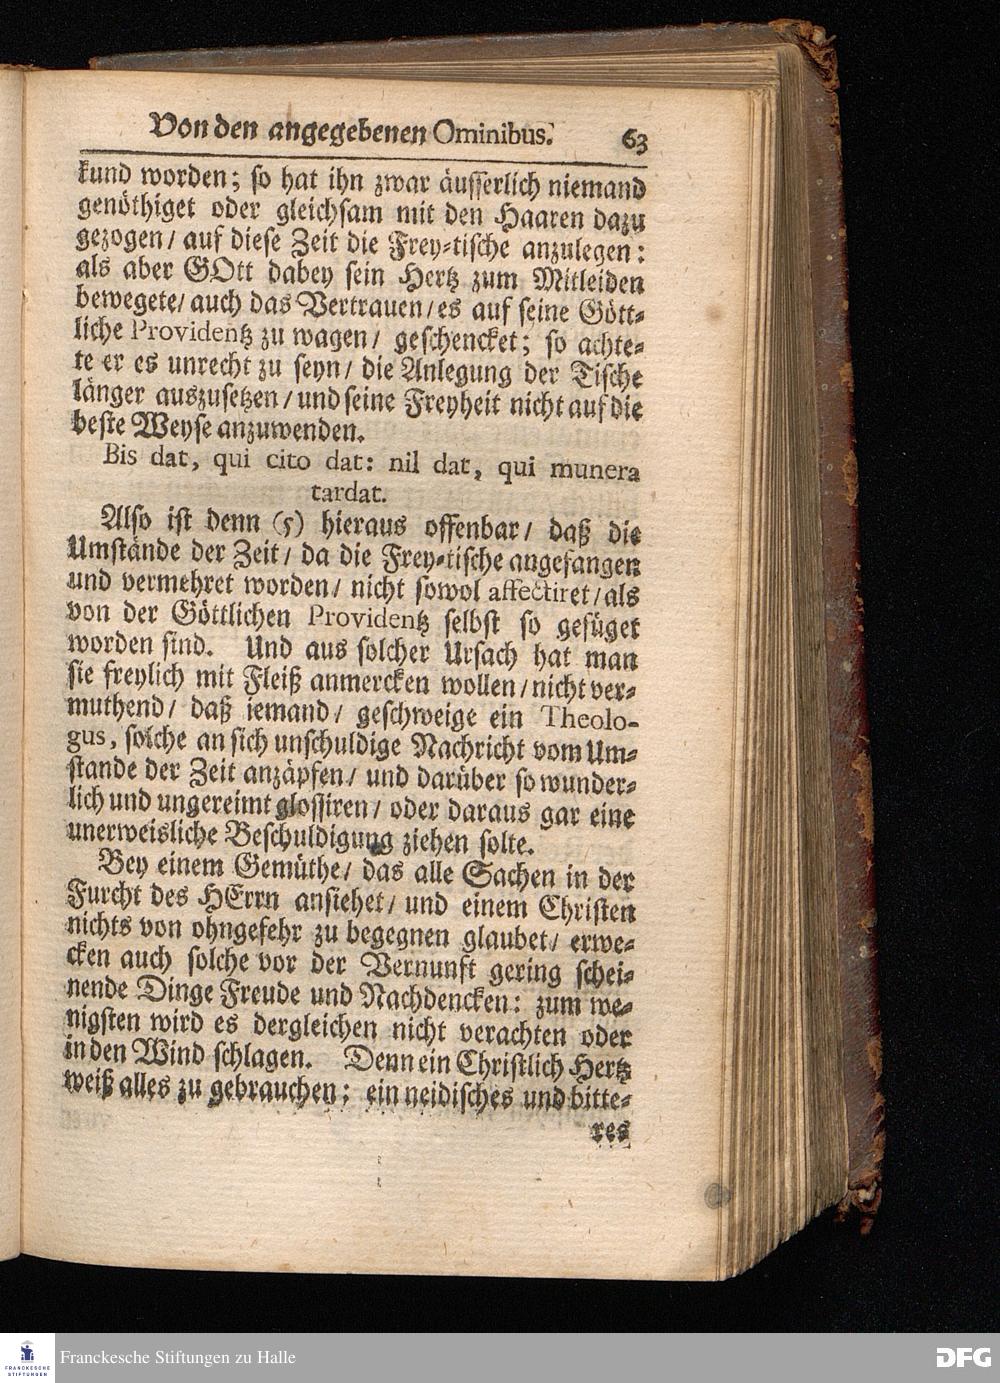 Von den angegebenen Ominibus. 63
kund worden; so hat ihn zwar äusserlich niemand
genöthiget oder gleichsam mit den Haaren dazu
gezogen/ auf diese Zeit die Frey-tische anzulegen:
als aber GOtt dabey sein Hertz zum Mitleiden
bewegete/ auch das Vertrauen/ es auf seine Gött-
liche Providentz zu wagen/ geschencket; so achte-
te er es unrecht zu seyn/ die Anlegung der Tische
länger auszusetzen/ und seine Freyheit nicht auf die
beste Weyse anzuwenden.
Bis dat, qui cito dat: nil dat, qui munera
tardat.
Also ist denn (5) hieraus offenbar/ daß die
Umstände der Zeit/ da die Frey-tische angefangen
und vermehret worden/ nicht sowol affectiret/ als
von der Göttlichen Providentz selbst so gefüget
worden sind. Und aus solcher Ursach hat man
sie freylich mit Fleiß anmercken wollen/ nicht ver-
muthend/ daß iemand/ geschweige ein Theolo-
gus, solche an sich unschuldige Nachricht vom Um-
stande der Zeit anzäpfen/ und darüber so wunder-
lich und ungereimt glossiren/ oder daraus gar eine
unerweisliche Beschuldigung ziehen solte.
Bey einem Gemüthe/ das alle Sachen in der
Furcht des HErrn ansiehet/ und einem Christen
nichts von ohngefehr zu begegnen glaubet/ erwe-
cken auch solche vor der Vernunft gering schei-
nende Dinge Freude und Nachdencken: zum we-
nigsten wird es dergleichen nicht verachten oder
in den Wind schlagen. Denn ein Christlich Hertz
weiß alles zu gebrauchen; ein neidisches und bitte-
res
FRANCKESCHE
STIFTUNGEN
Franckesche Stiftungen zu Halle
DFG